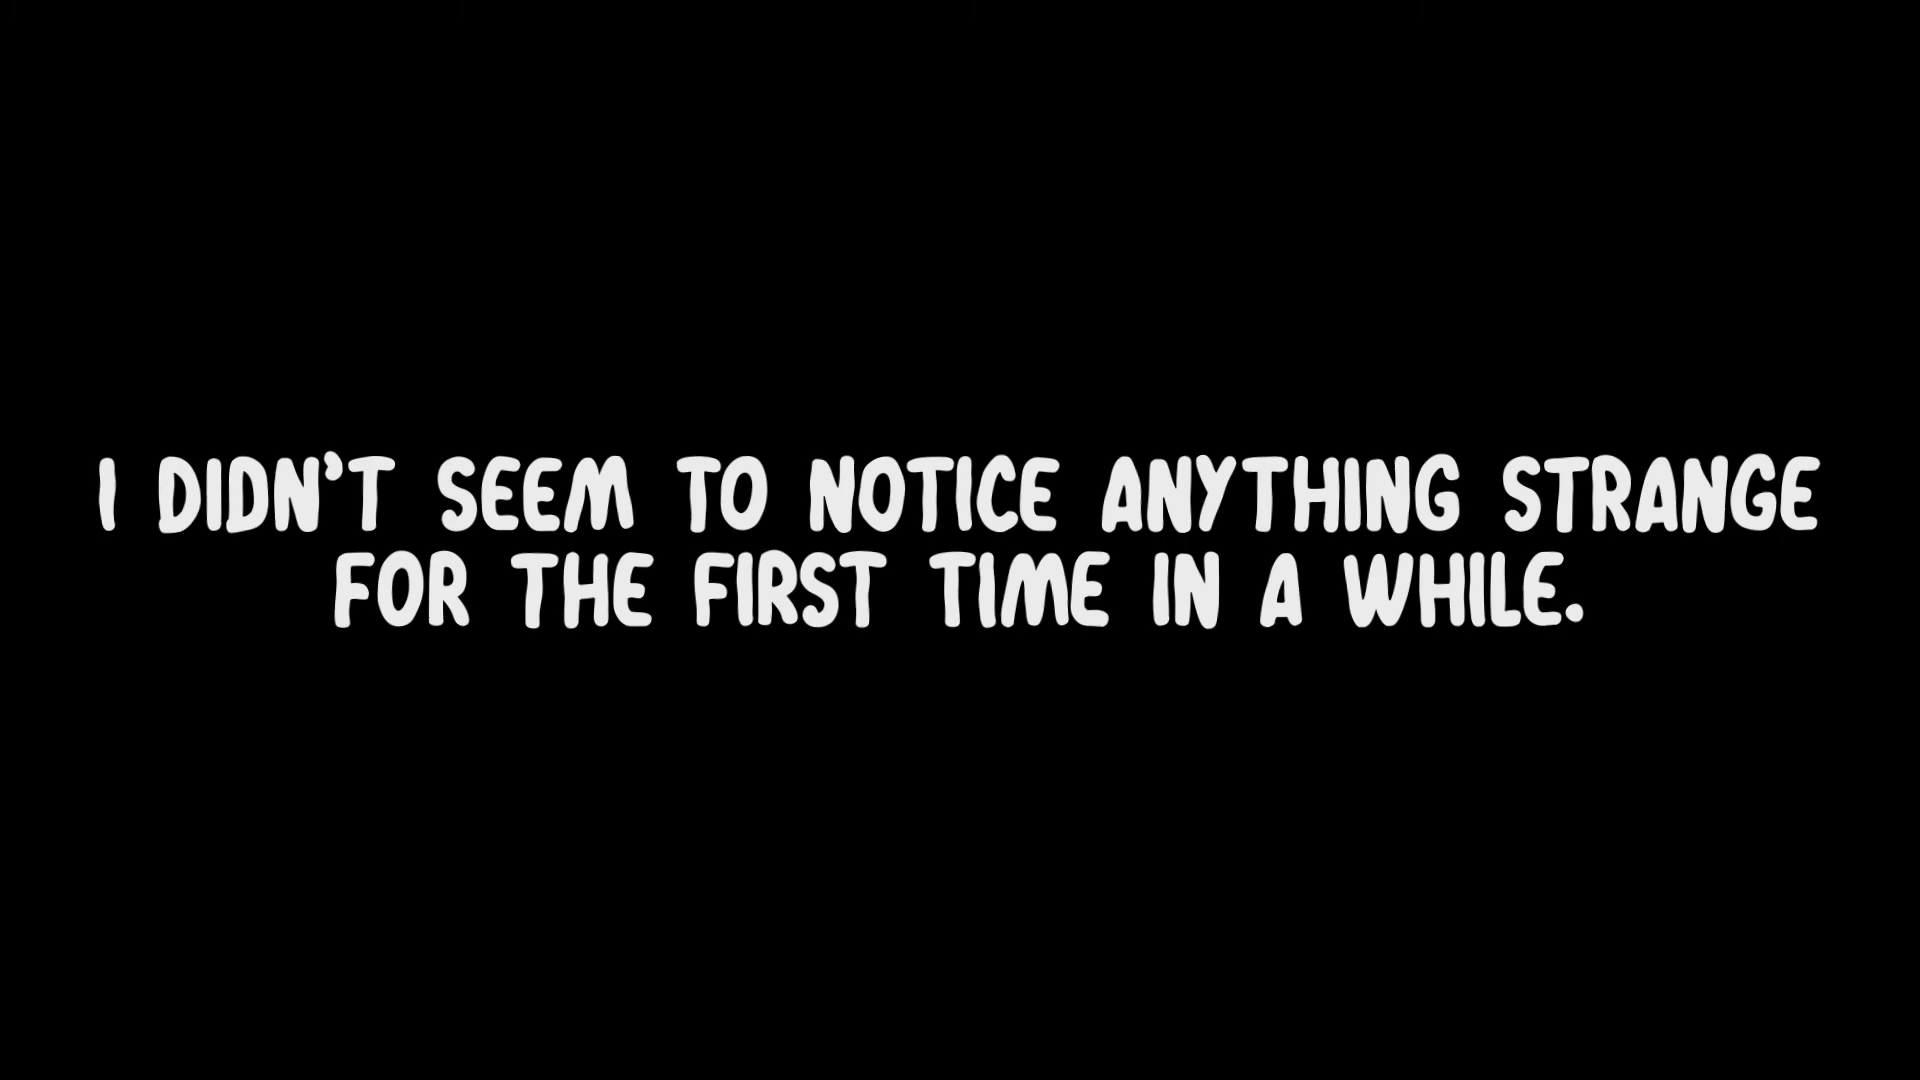 I DIDN'T SEEM TO NOTICE ANYTHING STRANGE
FOR THE FIRST TIME IN A WHILE.